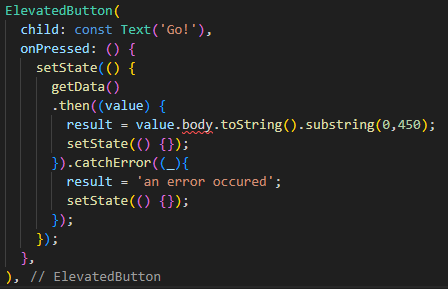 ElevatedButton(
child: const Text('Go!'),
onPressed: () {
setState(() {
getData()
.then((value) {
result = value.body.toString().substring(0,450);
setState(() {});
}).catchError((_){
result = 'an error occured';
setState(() {});
});
});
},
), // ElevatedButton